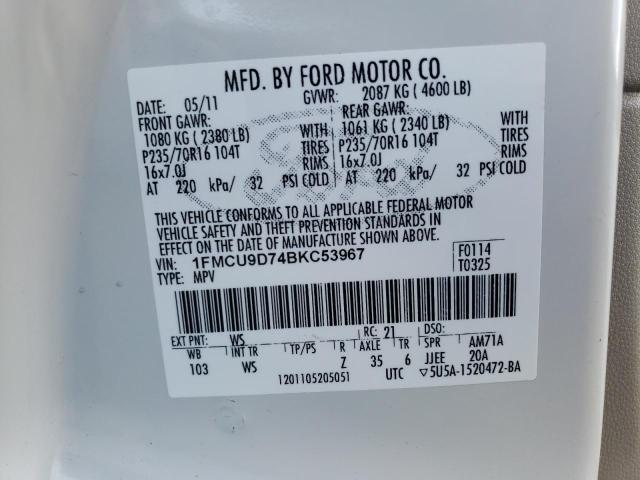 MFD. BY FORD MOTOR CO.
DATE: 05/11 GVWR: 2087 KG ( 4600 LB)
FRONT GAWR: REAR GAWR:
1080 KG ( 2380 LB) WITH 1061 KG ( 2340 LB) WITH
P235/70R16 104T TIRES P235/70R16 104T TIRES
16x7.0J RIMS 16x7.0J RIMS
AT 220 kPa/ 32 PSI COLD AT 220 kPa/ 32 PSI COLD
THIS VEHICLE CONFORMS TO ALL APPLICABLE FEDERAL MOTOR
VEHICLE SAFETY AND THEFT PREVENTION STANDARDS IN
EFFECT ON THE DATE OF MANUFACTURE SHOWN ABOVE.
VIN: 1FMCU9D74BKC53967 F0114
TYPE: MPV T0325
EXT PNT: WS RC: 21 DSO:
WB INT TR TP/PS R AXLE TR SPR AM71A
103 WS Z 35 6 JJEE 20A
1201105205051 UTC ▽5U5A-1520472-BA